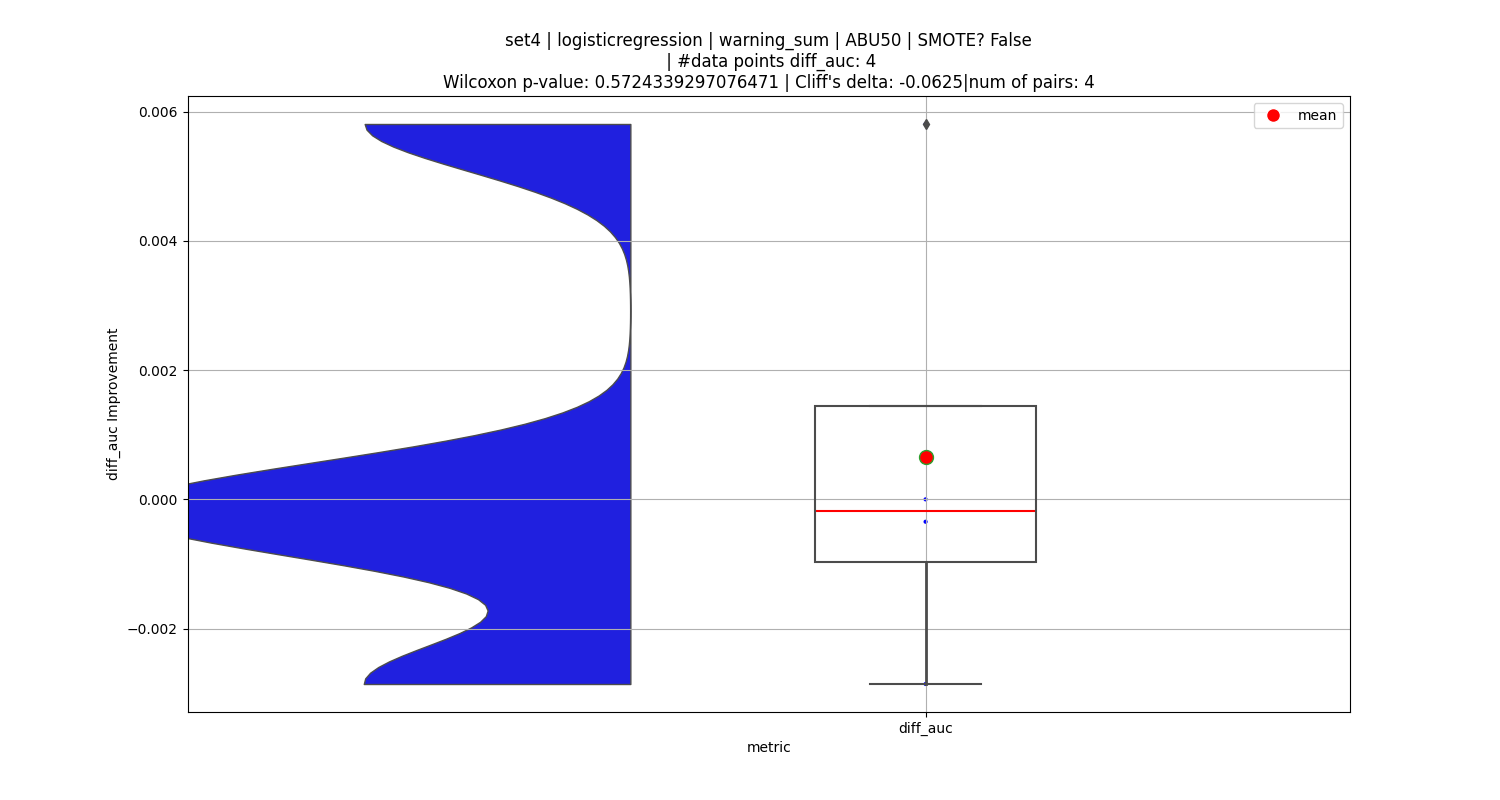 set4 | logisticregression | warning_sum | ABU50 | SMOTE? False
| #data points diff_auc: 4
Wilcoxon p-value: 0.5724339297076471 | Cliff's delta: -0.0625|num of pairs: 4
0.006
mean
0.004
0.002
0.000
−0.002
diff_auc Improvement
diff_auc
metric